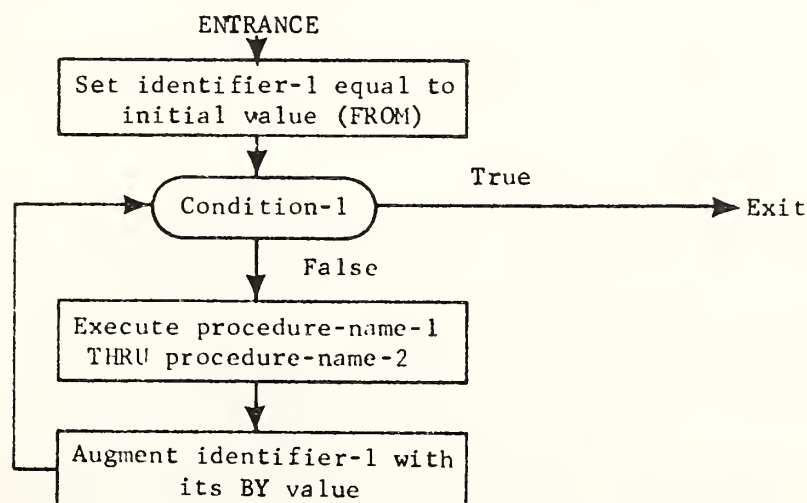 ENTRANCE
Set identifier-1 equal to
initial value (FROM)
Condition-1
True
Exit
False
Execute procedure-name-1
THRU procedure-name-2
Augment identifier-1 with
its BY value